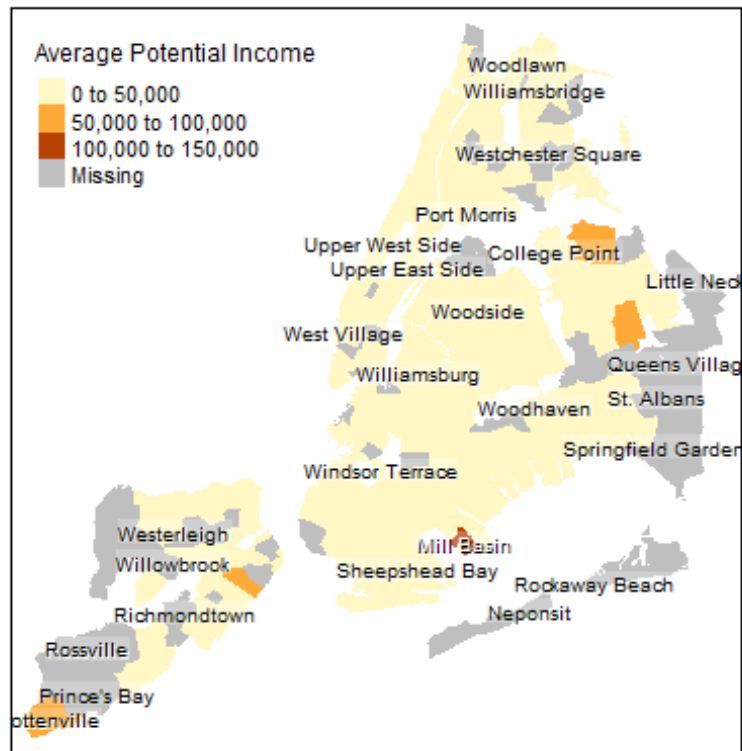 Average Potential Income
0 to 50,000
50,000 to 100,000
100,000 to 150,000
Missing
Woodlawn
Williamsbridge
Westchester Square
Port Morris
Upper West Side
College Point
Upper East Side
Little Neck
Woodside
West Village
Queens Villag
Williamsburg
St. Albans
Woodhaven
Springfield Garden
Windsor Terrace
Westerleigh
Mill Basin
Willowbrook
Sheepshead Bay
Rockaway Beach
Richmondtown
Neponsit
Rossville
Prince's Bay
ottenville